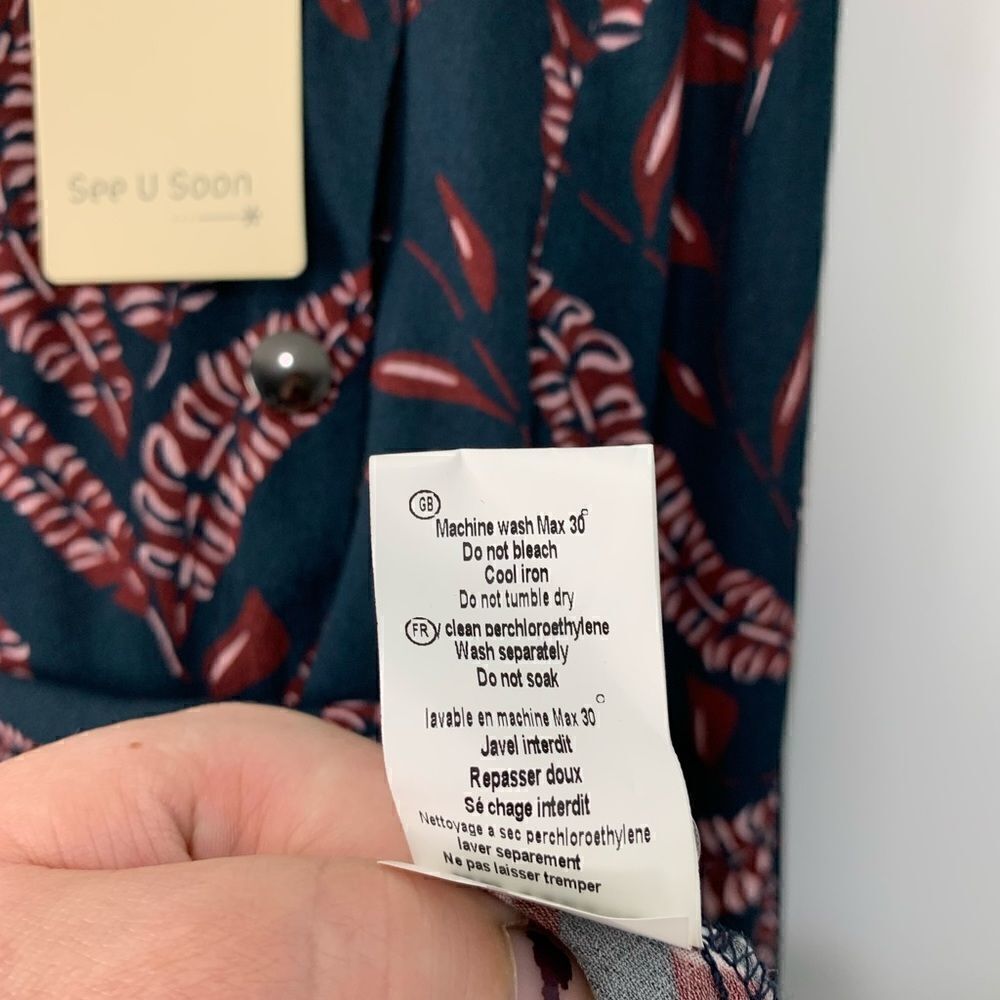 See U Soon
GB
Machine wash Max 30°
Do not bleach
Cool iron
Do not tumble dry
FR y clean perchloroethylene
Wash separately
Do not soak
lavable en machine Max 30°
Javel interdit
Repasser doux
Sé chage interdit
Nettoyage a sec perchloroethylene
laver separement
Ne pas laisser tremper